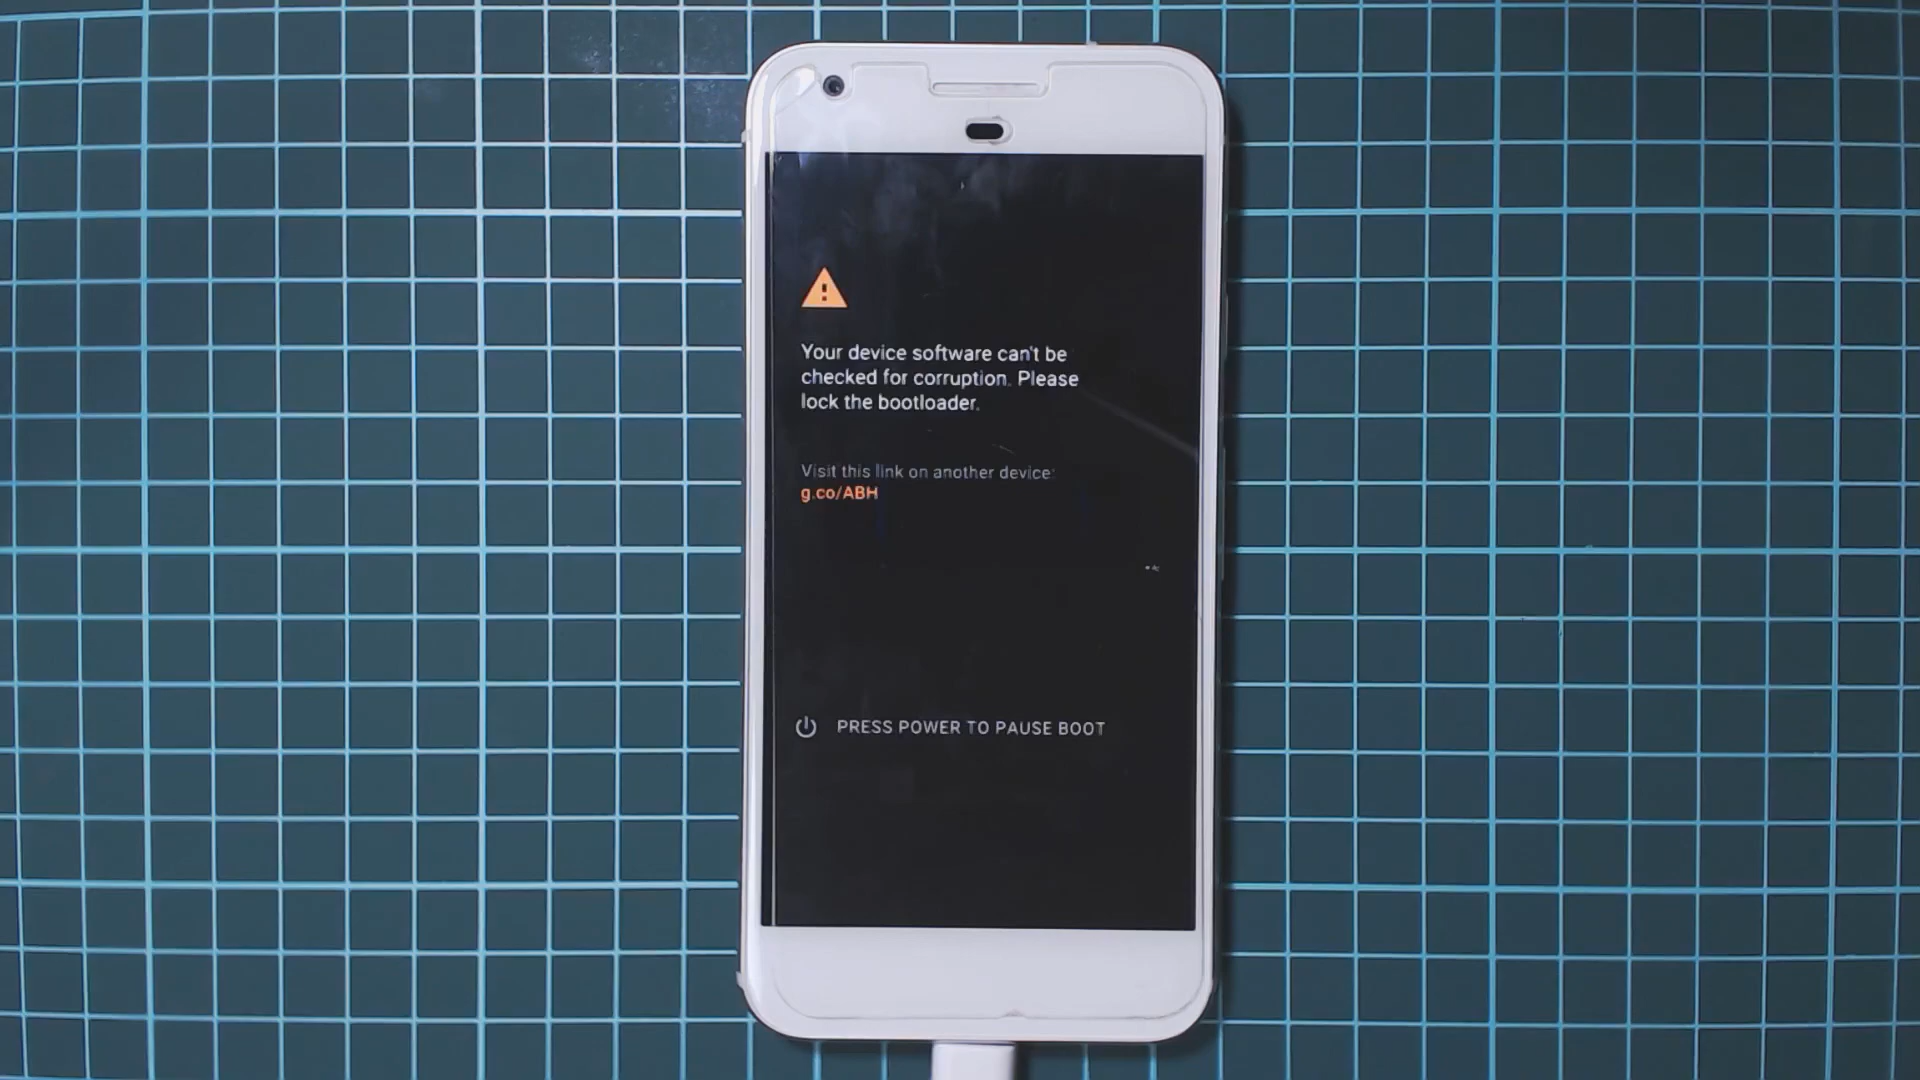 Your device software can't be
checked for corruption. Please
lock the bootloader.
Visit this link on another device:
g.co/ABH
PRESS POWER TO PAUSE BOOT